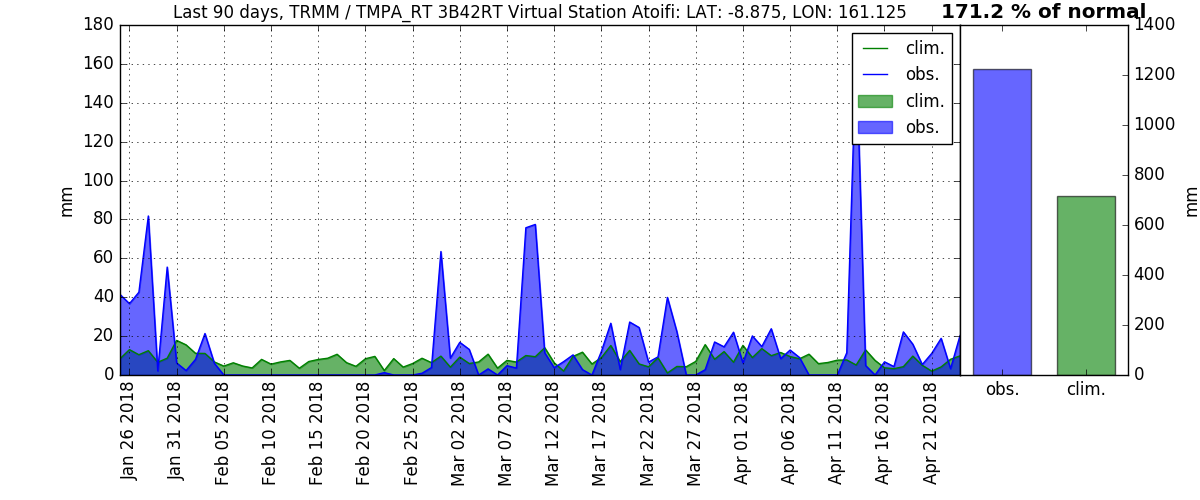 Last 90 days, TRMM / TMPA_RT 3B42RT Virtual Station Atoifi: LAT: -8.875, LON: 161.125
171.2 % of normal
180
160
140
120
100
80
60
40
20
0
mm
clim.
obs.
clim.
obs.
1400
1200
1000
800
600
400
200
0
mm
Jan 26 2018
Jan 31 2018
Feb 05 2018
Feb 10 2018
Feb 15 2018
Feb 20 2018
Feb 25 2018
Mar 02 2018
Mar 07 2018
Mar 12 2018
Mar 17 2018
Mar 22 2018
Mar 27 2018
Apr 01 2018
Apr 06 2018
Apr 11 2018
Apr 16 2018
Apr 21 2018
obs.
clim.